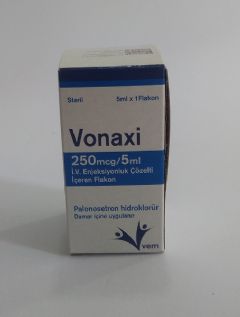 Steril 5ml x 1 Flakon
Vonaxi
250mcg/5ml
I.V. Enjeksiyonluk Çözelti
İçeren Flakon
Palonosetron hidroklorür
Damar içine uygulanır
vem